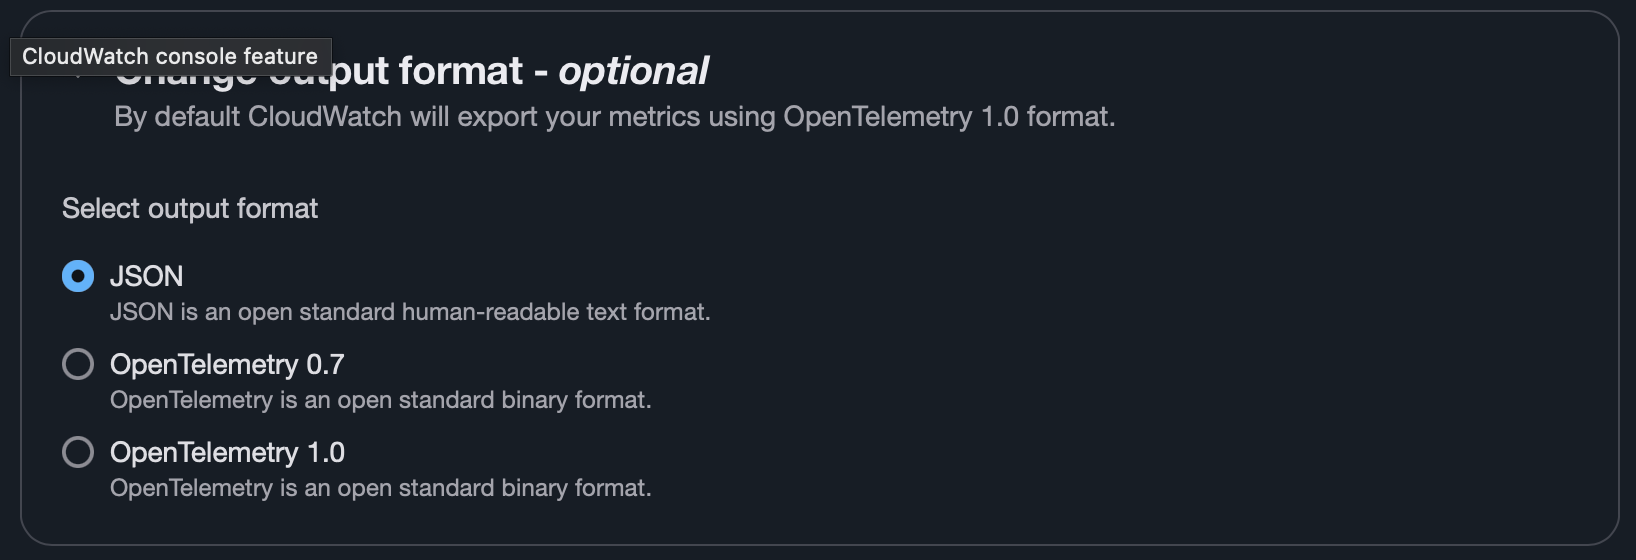 CloudWatch console feature
Change output format - optional
By default CloudWatch will export your metrics using OpenTelemetry 1.0 format.
Select output format
JSON
JSON is an open standard human-readable text format.
OpenTelemetry 0.7
OpenTelemetry is an open standard binary format.
OpenTelemetry 1.0
OpenTelemetry is an open standard binary format.